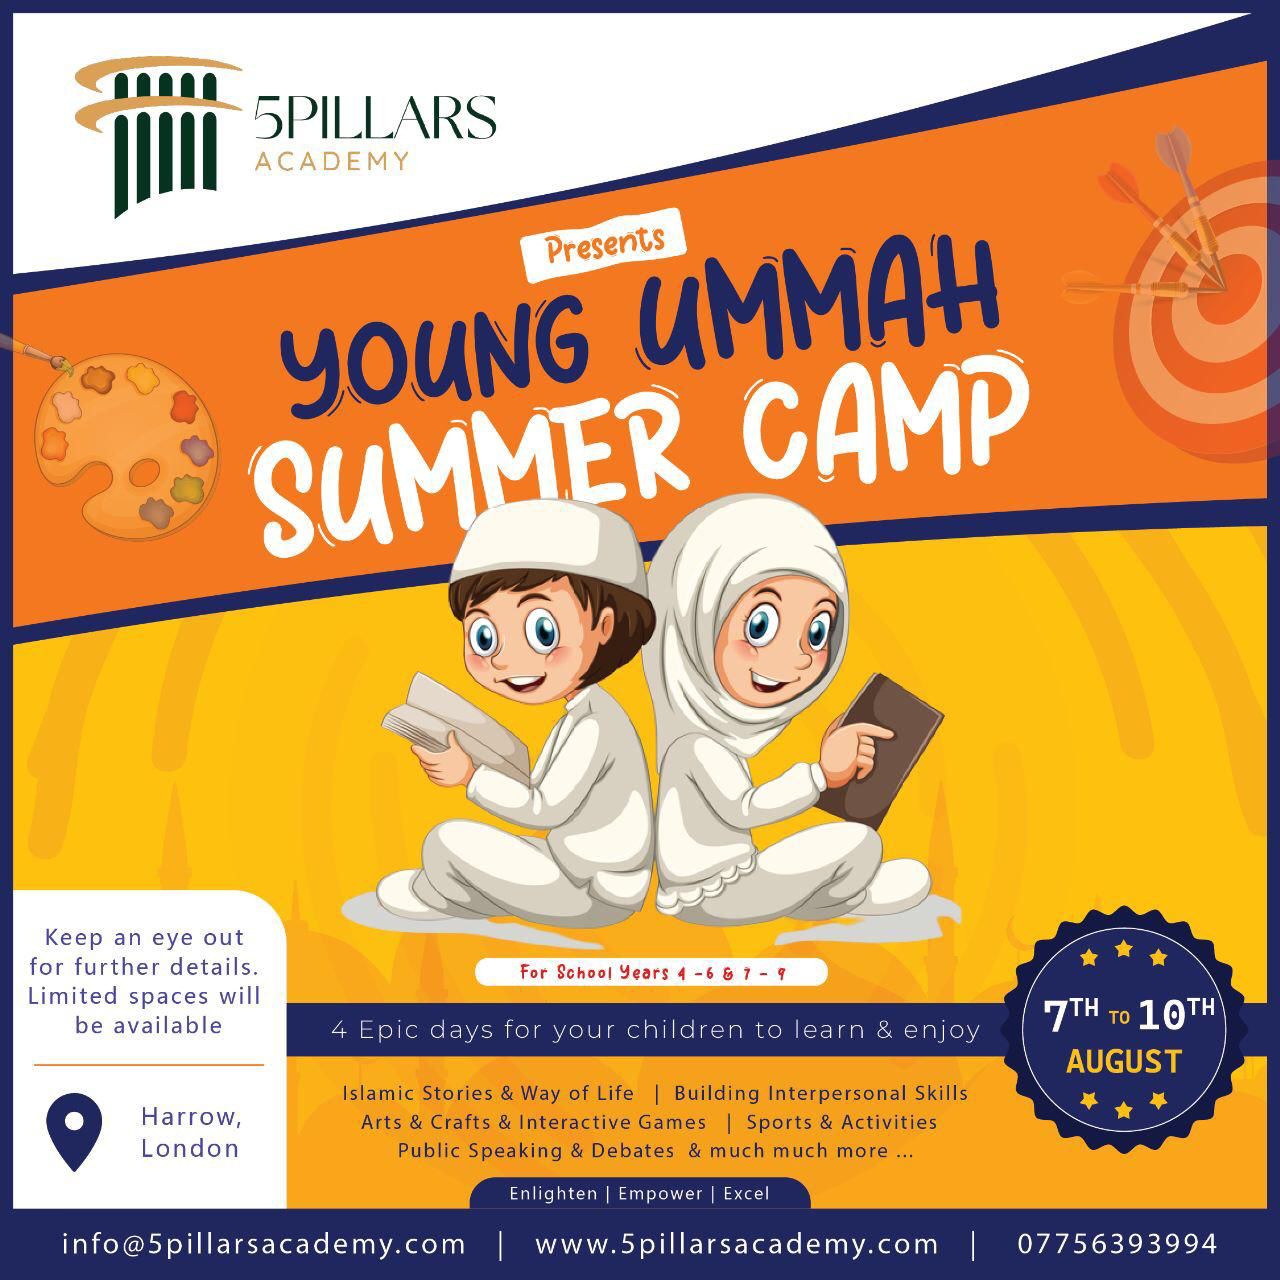 5PILLARS
ACADEMY
Presents
YOUNG UMMAH
SUMMER CAMP
For School Years 4 -6 & 7 - 9
4 Epic days for your children to learn & enjoy
7TH TO 10TH
AUGUST
Keep an eye out
for further details.
Limited spaces will
be available
Harrow,
London
Islamic Stories & Way of Life | Building Interpersonal Skills
Arts & Crafts & Interactive Games | Sports & Activities
Public Speaking & Debates & much much more ...
Enlighten | Empower | Excel
info@5pillarsacademy.com | www.5pillarsacademy.com | 07756393994